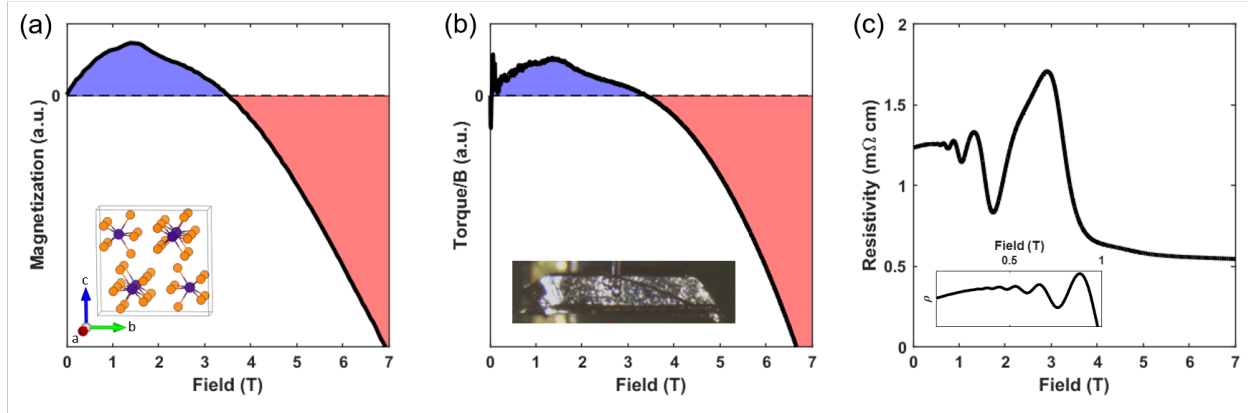 (a)
Magnetization (a.u.)
0
c
b
a
0 1 2 3 4 5 6 7
Field (T)
(b)
Torque/B (a.u.)
0
0 1 2 3 4 5 6 7
Field (T)
(c)
Resistivity (mΩ cm)
2
1.5
1
0.5
0
Field (T)
0.5 1
ρ
0 1 2 3 4 5 6 7
Field (T)